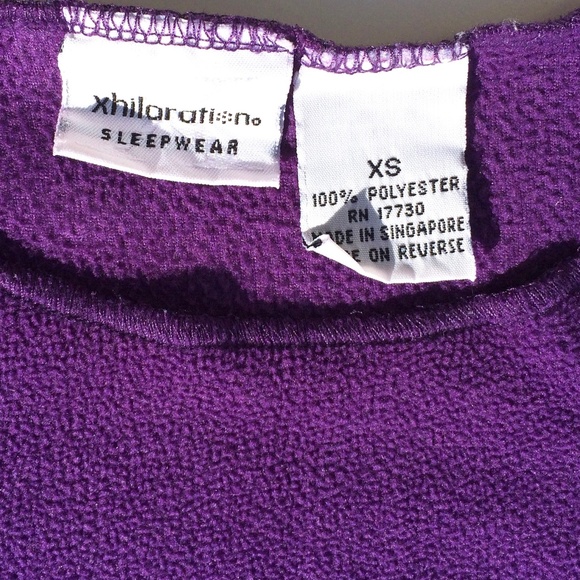 xhilaration
SLEEPWEAR
XS
100% POLYESTER
RN 17730
MADE IN SINGAPORE
ON REVERSE